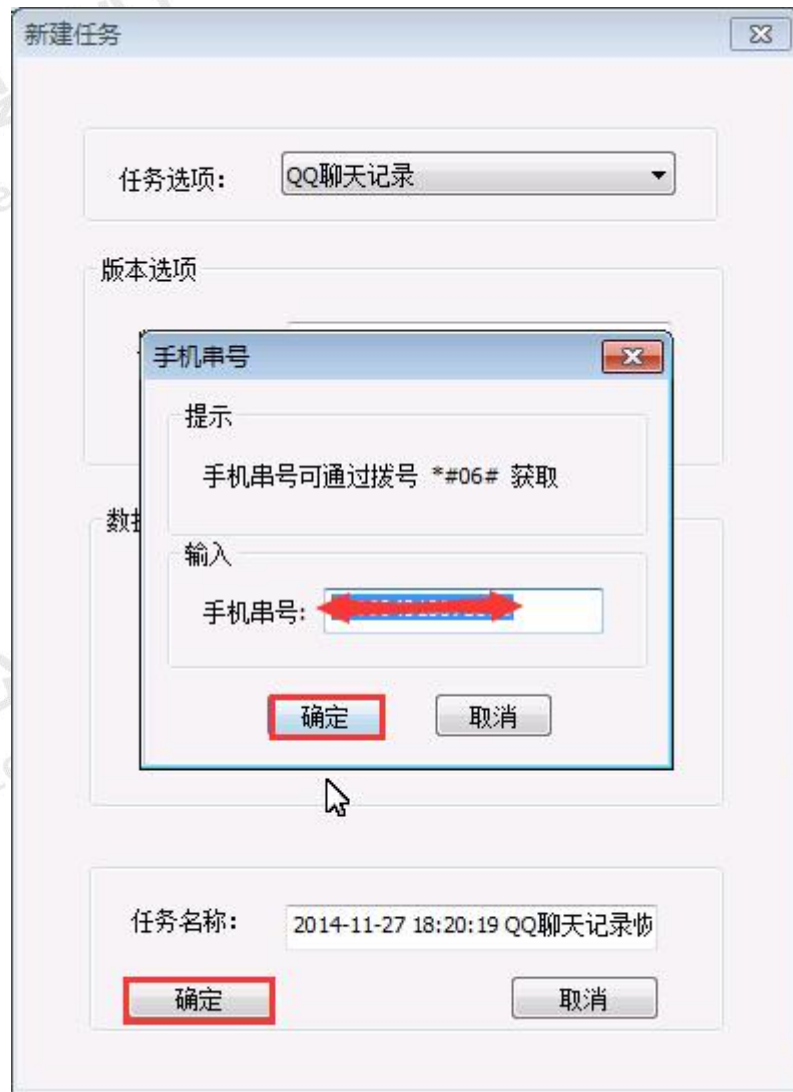 新建任务
任务选项： QQ聊天记录
版本选项
手机串号
提示
手机串号可通过拨号 *#06# 获取
数据
输入
手机串号:
确定 取消
任务名称： 2014-11-27 18:20:19 QQ聊天记录恢
确定 取消